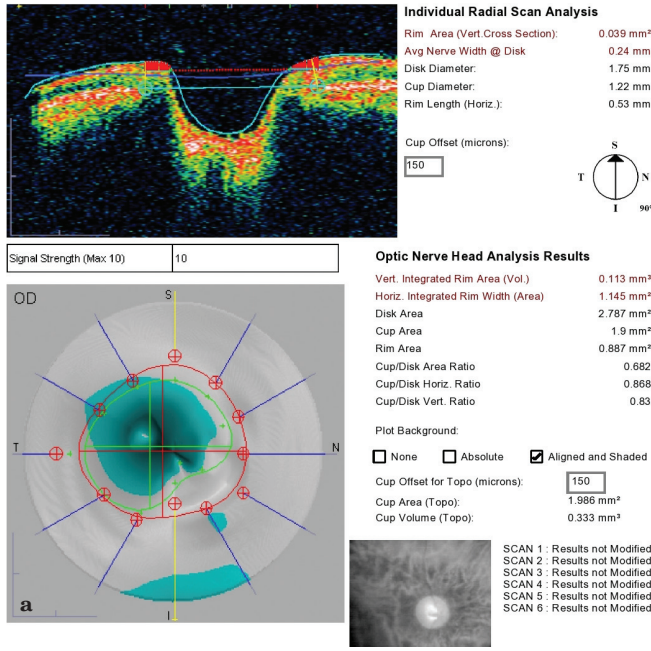 Individual Radial Scan Analysis
Rim Area (Vert.Cross Section): 0.039 mm²
Avg Nerve Width @ Disk 0.24 mm
Disk Diameter: 1.75 mm
Cup Diameter: 1.22 mm
Rim Length (Horiz.): 0.53 mm
Cup Offset (microns):
150
S
T N
I 90°
Signal Strength (Max 10) 10
Optic Nerve Head Analysis Results
Vert. Integrated Rim Area (Vol.) 0.113 mm³
Horiz. Integrated Rim Width (Area) 1.145 mm²
Disk Area 2.787 mm²
Cup Area 1.9 mm²
Rim Area 0.887 mm²
Cup/Disk Area Ratio 0.682
Cup/Disk Horiz. Ratio 0.868
Cup/Disk Vert. Ratio 0.83
Plot Background:
None Absolute Aligned and Shaded
Cup Offset for Topo (microns): 150
Cup Area (Topo): 1.986 mm²
Cup Volume (Topo): 0.333 mm³
OD
S
T N
I
a
SCAN 1 : Results not Modified
SCAN 2 : Results not Modified
SCAN 3 : Results not Modified
SCAN 4 : Results not Modified
SCAN 5 : Results not Modified
SCAN 6 : Results not Modified